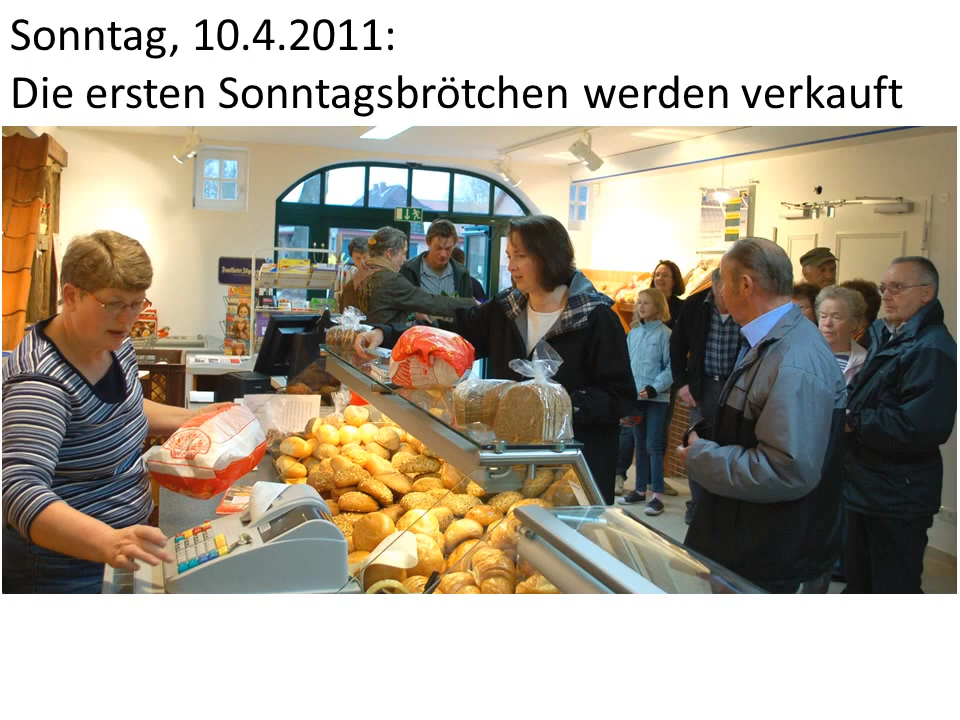 Sonntag, 10.4.2011:
Die ersten Sonntagsbrötchen werden verkauft